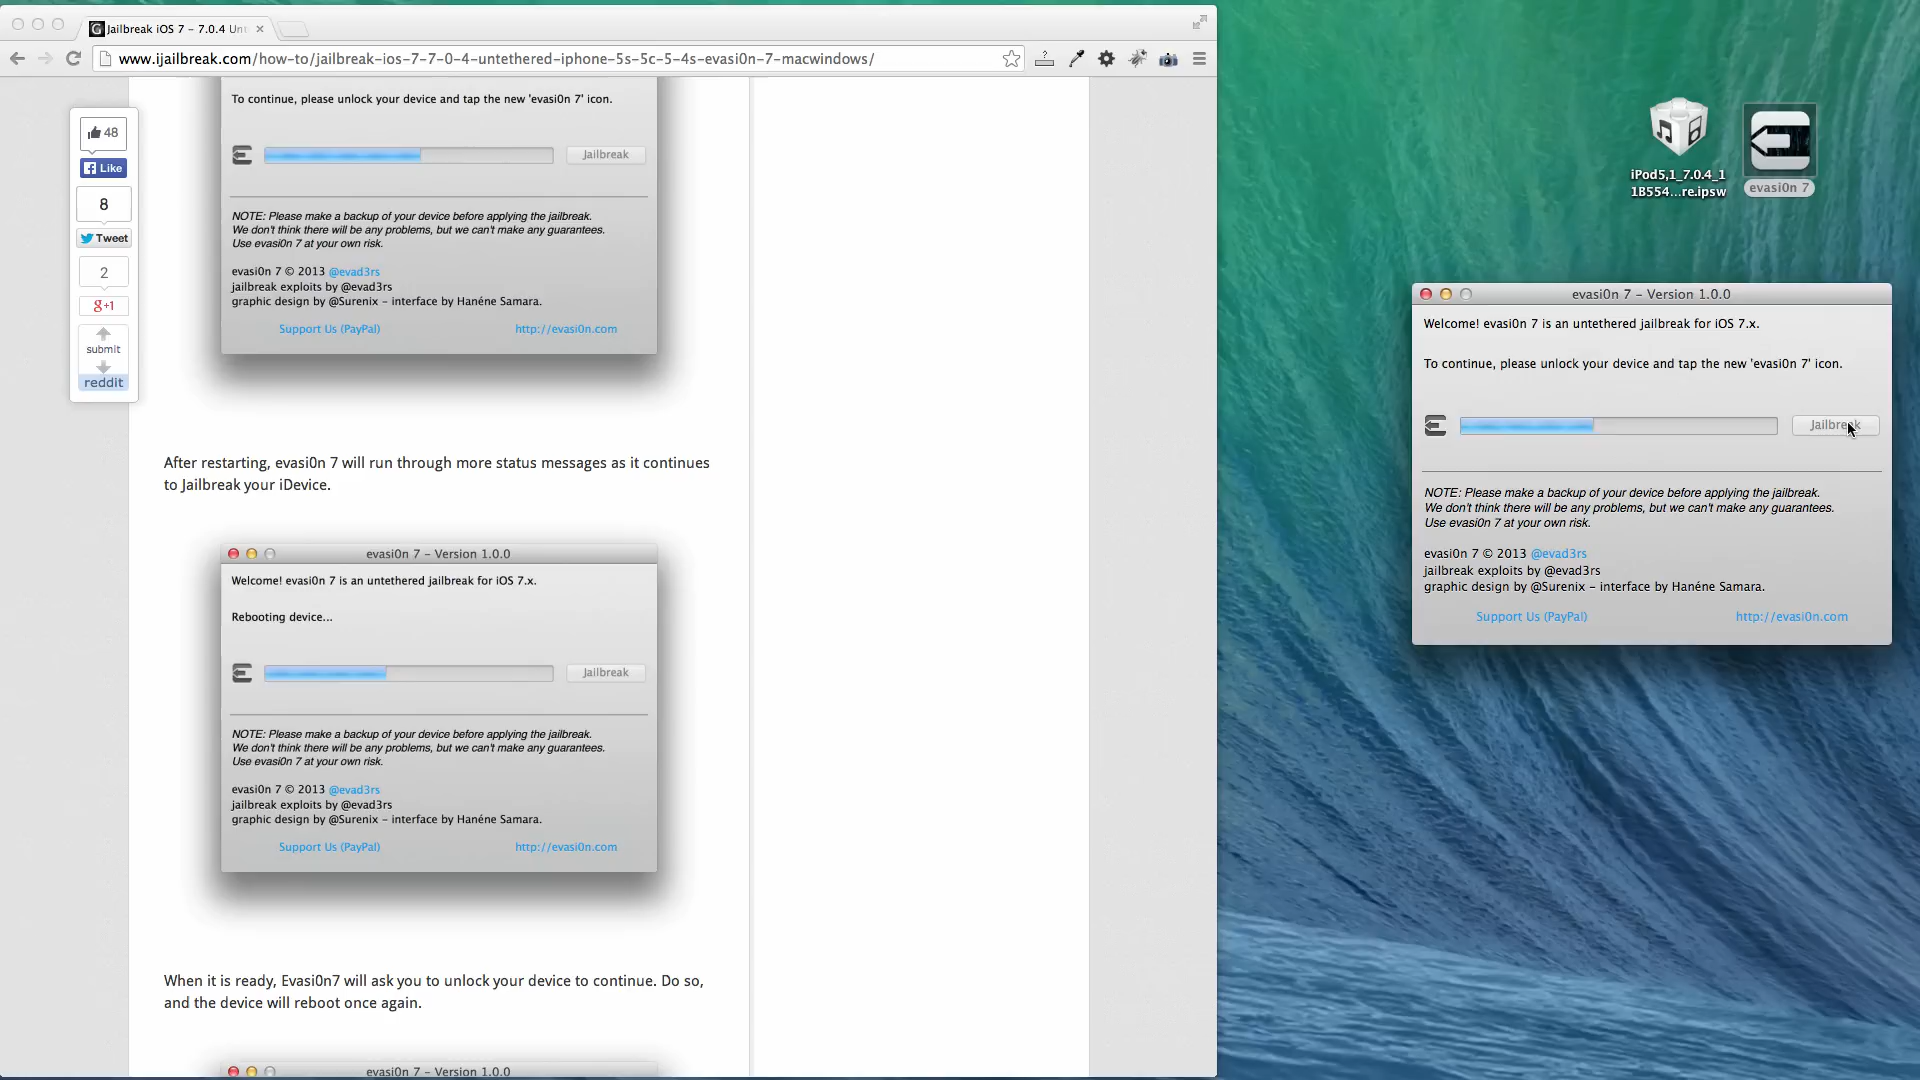 Jailbreak iOS 7 – 7.0.4 Unt
www.ijailbreak.com/how-to/jailbreak-ios-7-7-0-4-untethered-iphone-5s-5c-5-4s-evasi0n-7-macwindows/
48
Like
8
Tweet
2
g+1
submit
reddit
To continue, please unlock your device and tap the new 'evasi0n 7' icon.
Jailbreak
NOTE: Please make a backup of your device before applying the jailbreak.
We don't think there will be any problems, but we can't make any guarantees.
Use evasi0n 7 at your own risk.
evasi0n 7 © 2013 @evad3rs
jailbreak exploits by @evad3rs
graphic design by @Surenix – interface by Hanéne Samara.
Support Us (PayPal) http://evasi0n.com
After restarting, evasi0n 7 will run through more status messages as it continues
to Jailbreak your iDevice.
evasi0n 7 – Version 1.0.0
Welcome! evasi0n 7 is an untethered jailbreak for iOS 7.x.
Rebooting device...
Jailbreak
NOTE: Please make a backup of your device before applying the jailbreak.
We don't think there will be any problems, but we can't make any guarantees.
Use evasi0n 7 at your own risk.
evasi0n 7 © 2013 @evad3rs
jailbreak exploits by @evad3rs
graphic design by @Surenix – interface by Hanéne Samara.
Support Us (PayPal) http://evasi0n.com
When it is ready, Evasi0n7 will ask you to unlock your device to continue. Do so,
and the device will reboot once again.
evasi0n 7 – Version 1.0.0
iPod5,1_7.0.4_1
1B554...re.ipsw
evasi0n 7
evasi0n 7 – Version 1.0.0
Welcome! evasi0n 7 is an untethered jailbreak for iOS 7.x.
To continue, please unlock your device and tap the new 'evasi0n 7' icon.
Jailbreak
NOTE: Please make a backup of your device before applying the jailbreak.
We don't think there will be any problems, but we can't make any guarantees.
Use evasi0n 7 at your own risk.
evasi0n 7 © 2013 @evad3rs
jailbreak exploits by @evad3rs
graphic design by @Surenix – interface by Hanéne Samara.
Support Us (PayPal) http://evasi0n.com